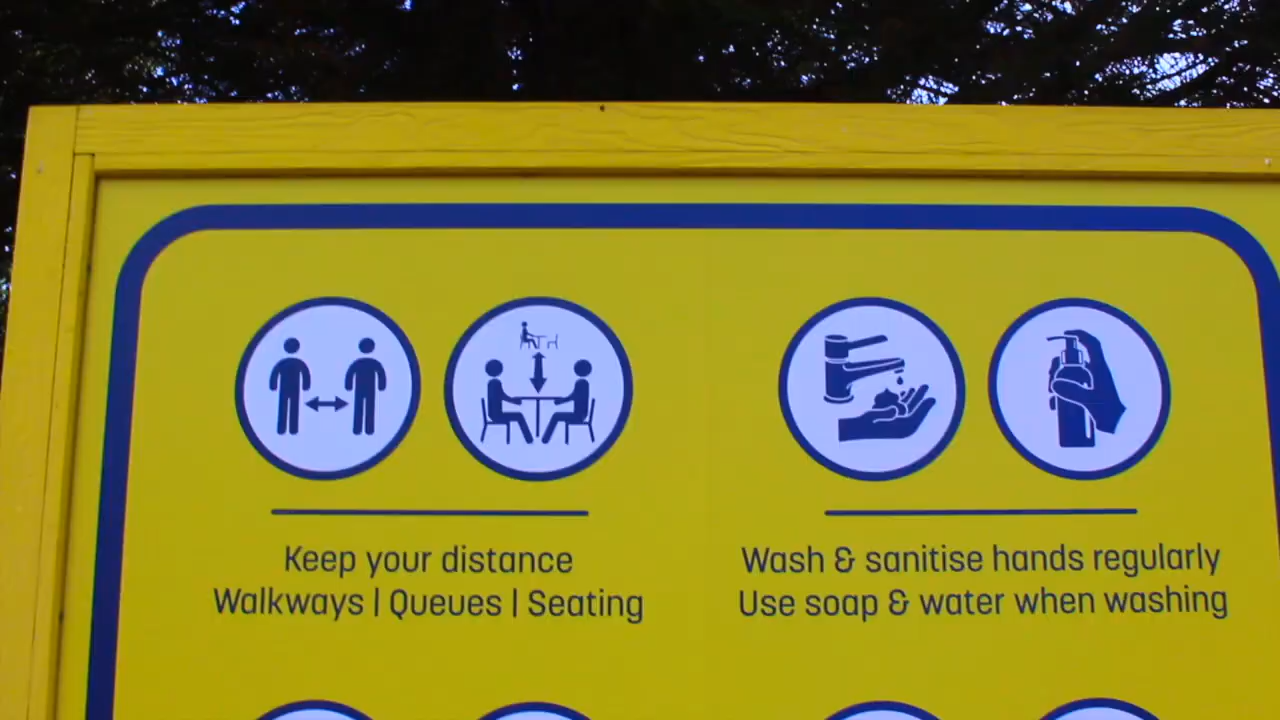 Keep your distance
Walkways | Queues | Seating
Wash & sanitise hands regularly
Use soap & water when washing